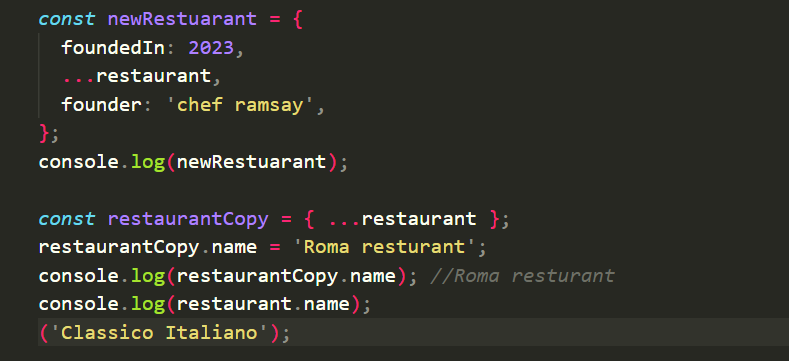 const newRestuarant = {
  foundedIn: 2023,
  ...restaurant,
  founder: 'chef ramsay',
};
console.log(newRestuarant);

const restaurantCopy = { ...restaurant };
restaurantCopy.name = 'Roma resturant';
console.log(restaurantCopy.name); //Roma resturant
console.log(restaurant.name);
('Classico Italiano');